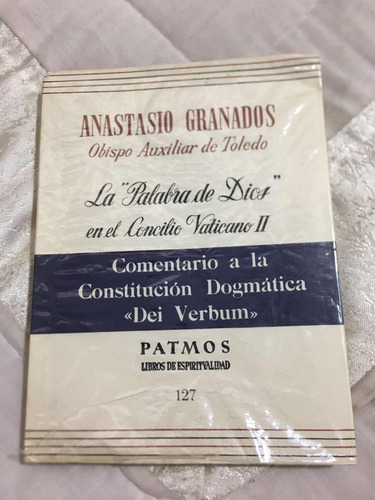 ANASTASIO GRANADOS
Obispo Auxiliar de Toledo
La "Palabra de Dios"
en el Concilio Vaticano II
Comentario a la
Constitución Dogmática
«Dei Verbum»
PATMOS
LIBROS DE ESPIRITVALIDAD
127